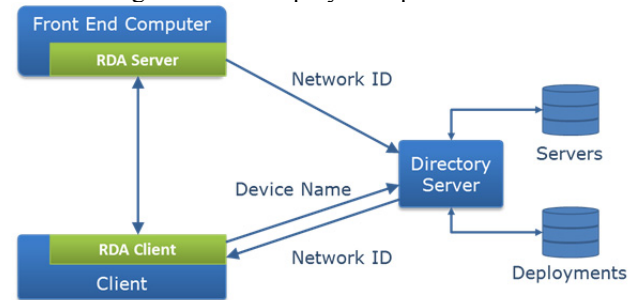 Front End Computer
RDA Server
Network ID
Servers
Directory
Server
Device Name
RDA Client
Network ID
Client
Deployments